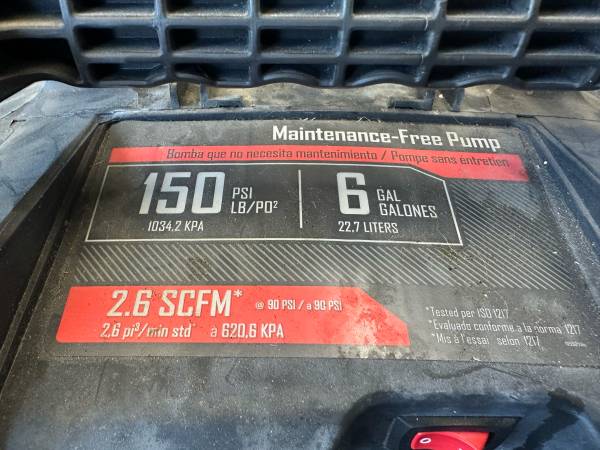 Maintenance-Free Pump
Bomba que no necesita mantenimiento / Pompe sans entretien
150 PSI LB/PO²
1034.2 KPA
6 GAL GALONES
22.7 LITERS
2.6 SCFM* @ 90 PSI / a 90 PSI
2,6 pi³/min std* a 620,6 KPA
*Tested per ISO 1217
*Evaluado conforme a la norma 1217
*Mis à l'essai selon 1217